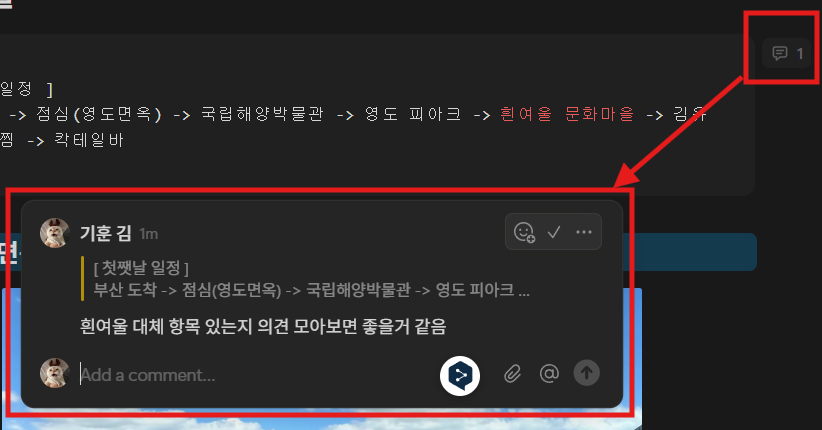 1
일정 ]
-> 점심(영도면옥) -> 국립해양박물관 -> 영도 피아크 -> 흰여울 문화마을 -> 김유
찜 -> 칵테일바
기훈 김 1m
[ 첫쨋날 일정 ]
부산 도착 -> 점심(영도면옥) -> 국립해양박물관 -> 영도 피아크 ...
흰여울 대체 항목 있는지 의견 모아보면 좋을거 같음
Add a comment...